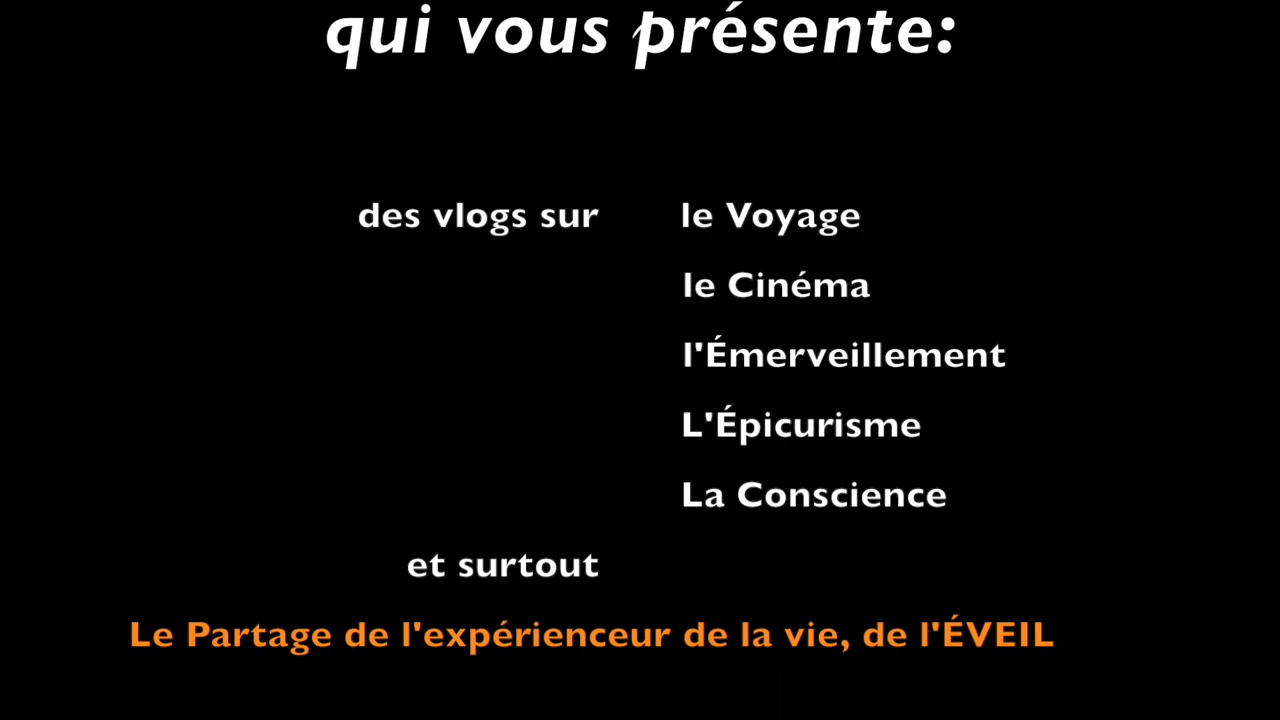 qui vous présente:
des vlogs sur le Voyage
le Cinéma
l'Émerveillement
L'Épicurisme
La Conscience
et surtout
Le Partage de l'expérienceur de la vie, de l'ÉVEIL